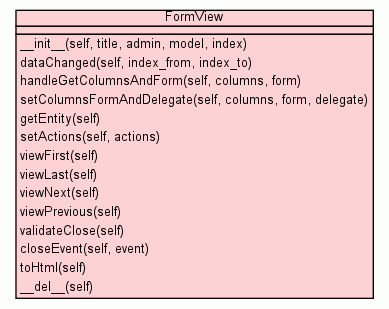 FormView
__init__(self, title, admin, model, index)
dataChanged(self, index_from, index_to)
handleGetColumnsAndForm(self, columns, form)
setColumnsFormAndDelegate(self, columns, form, delegate)
getEntity(self)
setActions(self, actions)
viewFirst(self)
viewLast(self)
viewNext(self)
viewPrevious(self)
validateClose(self)
closeEvent(self, event)
toHtml(self)
__del__(self)